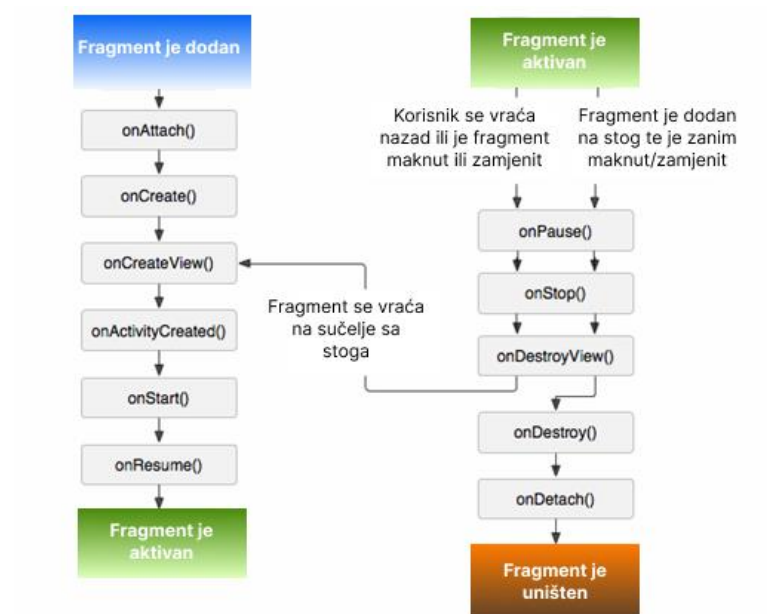 Fragment je dodan
onAttach()
onCreate()
onCreateView()
onActivityCreated()
onStart()
onResume()
Fragment je
aktivan
Fragment se vraća
na sučelje sa
stoga
Fragment je
aktivan
Korisnik se vraća
nazad ili je fragment
maknut ili zamjenit
Fragment je dodan
na stog te je zanim
maknut/zamjenit
onPause()
onStop()
onDestroyView()
onDestroy()
onDetach()
Fragment je
uništen